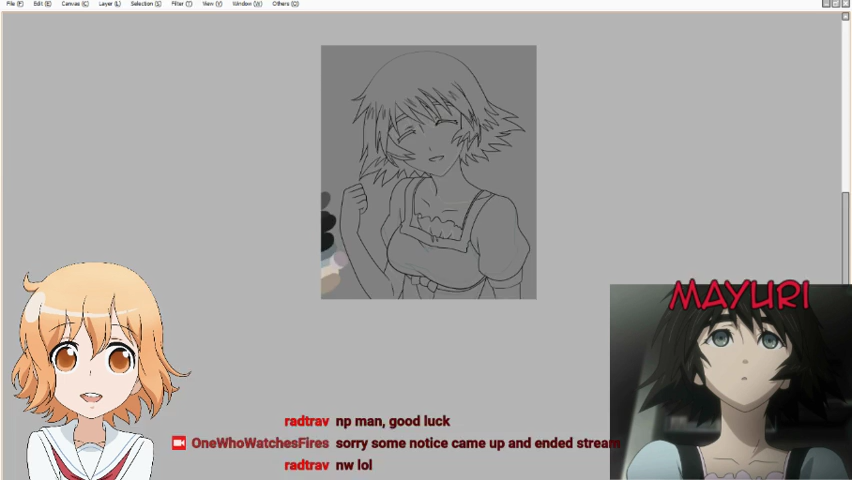 File (F) Edit (E) Canvas (C) Layer (L) Selection (S) Filter (T) View (V) Window (W) Others (O)
MAYURI
radtrav np man, good luck
OneWhoWatchesFires sorry some notice came up and ended stream
radtrav nw lol